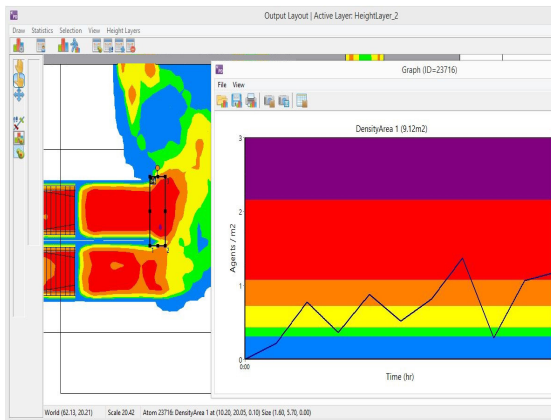 Output Layout | Active Layer: HeightLayer_2
Draw Statistics Selection View Height Layers
Graph (ID=23716)
File View
DensityArea 1 (9.12m2)
3
2
1
0
Agents / m2
0:00
Time (hr)
1 2
World (62.13, 20.21) Scale 20.42 Atom 23716: DensityArea 1 at (10.20, 20.05, 0.10) Size (1.60, 5.70, 0.00)